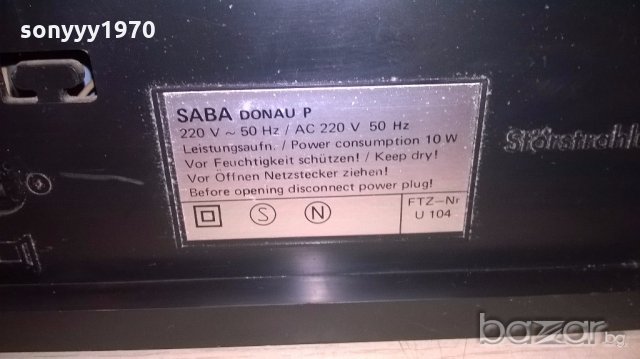 sonyyy1970
SABA DONAU P
220 V ~ 50 Hz / AC 220 V 50 Hz
Leistungsaufn. / Power consumption 10 W
Vor Feuchtigkeit schützen! / Keep dry!
Vor Öffnen Netzstecker ziehen!
Before opening disconnect power plug!
S N
FTZ-Nr
U 104
bazar.bg